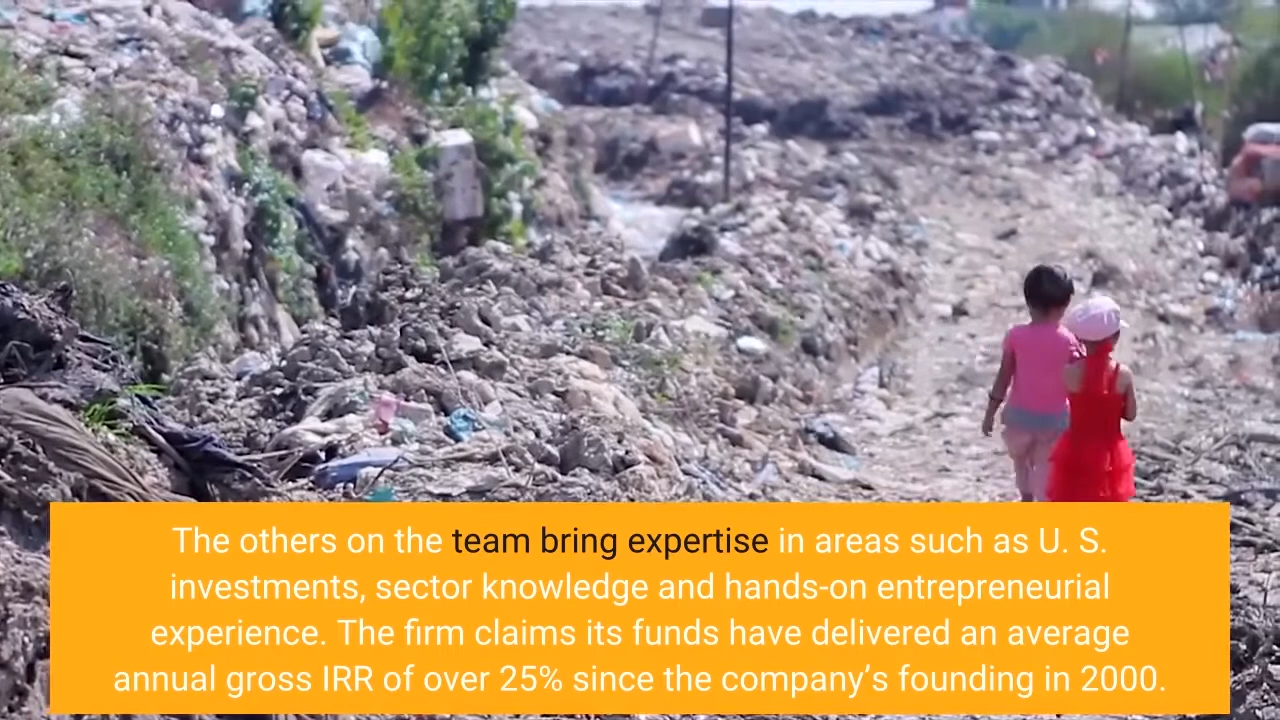 The others on the team bring expertise in areas such as U. S.
investments, sector knowledge and hands-on entrepreneurial
experience. The firm claims its funds have delivered an average
annual gross IRR of over 25% since the company’s founding in 2000.